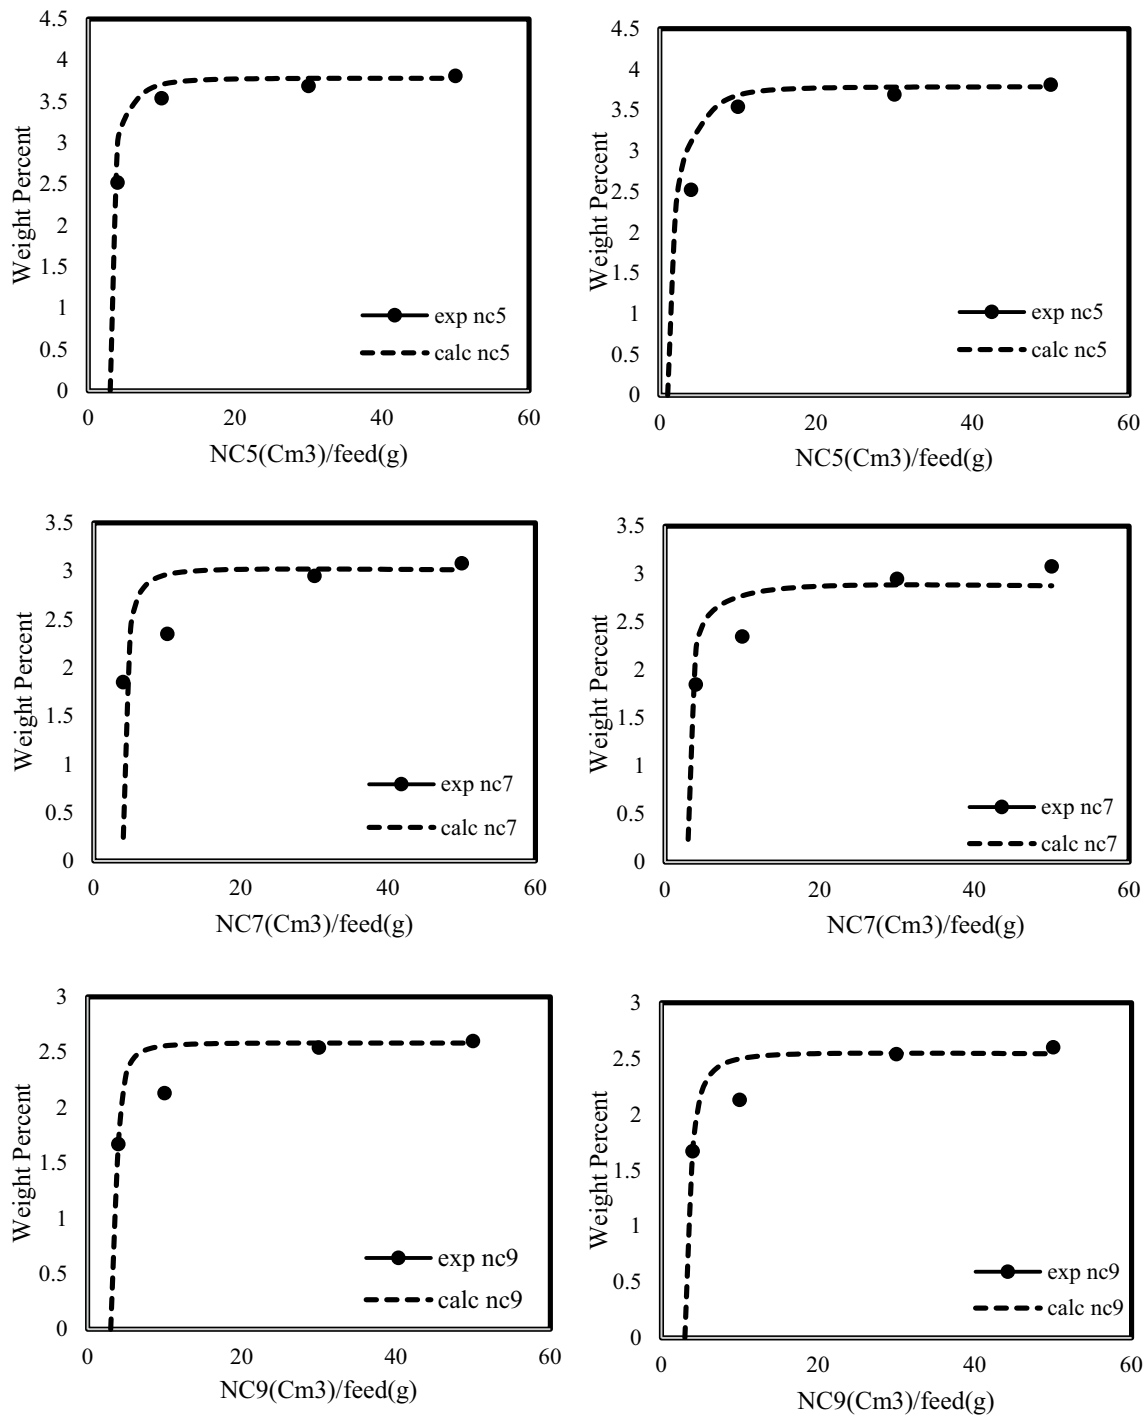 4.5
4
3.5
3
2.5
2
1.5
1
0.5
0
Weight Percent
exp nc5
calc nc5
0 20 40 60
NC5(Cm3)/feed(g)
4.5
4
3.5
3
2.5
2
1.5
1
0.5
0
Weight Percent
exp nc5
calc nc5
0 20 40 60
NC5(Cm3)/feed(g)
3.5
3
2.5
2
1.5
1
0.5
0
Weight Percent
exp nc7
calc nc7
0 20 40 60
NC7(Cm3)/feed(g)
3.5
3
2.5
2
1.5
1
0.5
0
Weight Percent
exp nc7
calc nc7
0 20 40 60
NC7(Cm3)/feed(g)
3
2.5
2
1.5
1
0.5
0
Weight Percent
exp nc9
calc nc9
0 20 40 60
NC9(Cm3)/feed(g)
3
2.5
2
1.5
1
0.5
0
Weight Percent
exp nc9
calc nc9
0 20 40 60
NC9(Cm3)/feed(g)